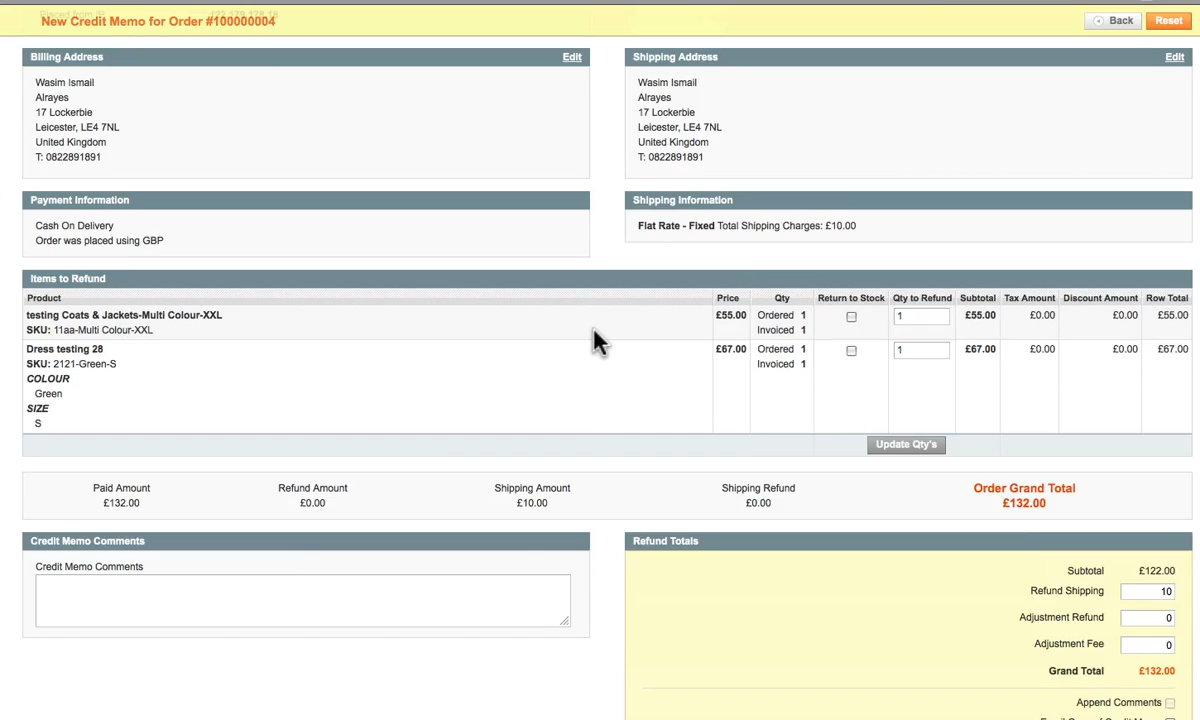 New Credit Memo for Order #100000004
Back
Reset
Billing Address
Edit
Wasim Ismail
Alrayes
17 Lockerbie
Leicester, LE4 7NL
United Kingdom
T: 0822891891
Shipping Address
Edit
Wasim Ismail
Alrayes
17 Lockerbie
Leicester, LE4 7NL
United Kingdom
T: 0822891891
Payment Information
Cash On Delivery
Order was placed using GBP
Shipping Information
Flat Rate - Fixed Total Shipping Charges: £10.00
Items to Refund
Product Price Qty Return to Stock Qty to Refund Subtotal Tax Amount Discount Amount Row Total
testing Coats & Jackets-Multi Colour-XXL £55.00 Ordered 1 1 £55.00 £0.00 £0.00 £55.00
SKU: 11aa-Multi Colour-XXL Invoiced 1
Dress testing 28 £67.00 Ordered 1 1 £67.00 £0.00 £0.00 £67.00
SKU: 2121-Green-S Invoiced 1
COLOUR
Green
SIZE
S
Update Qty's
Paid Amount Refund Amount Shipping Amount Shipping Refund Order Grand Total
£132.00 £0.00 £10.00 £0.00 £132.00
Credit Memo Comments
Credit Memo Comments
Refund Totals
Subtotal £122.00
Refund Shipping 10
Adjustment Refund 0
Adjustment Fee 0
Grand Total £132.00
Append Comments